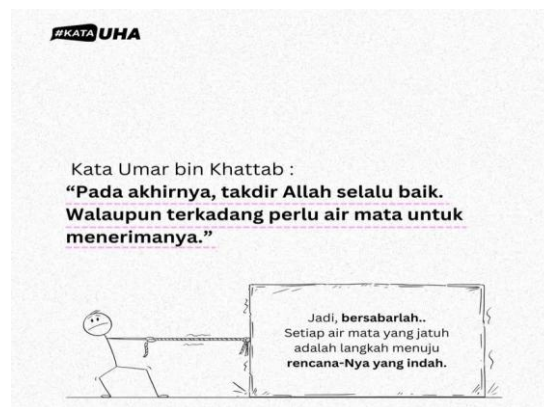 #KATA UHA
Kata Umar bin Khattab :
“Pada akhirnya, takdir Allah selalu baik.
Walaupun terkadang perlu air mata untuk
menerimanya.”
Jadi, bersabarlah..
Setiap air mata yang jatuh
adalah langkah menuju
rencana-Nya yang indah.